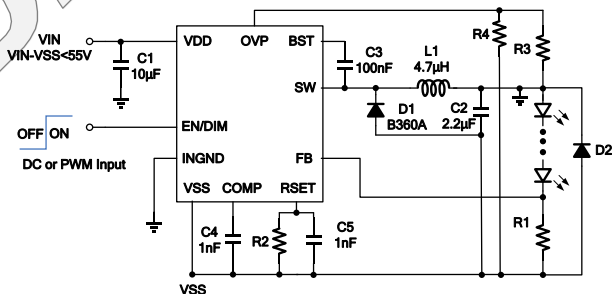 VIN
VIN-VSS<55V
C1
10μF
VDD
OVP
BST
C3
100nF
L1
4.7μH
R4
R3
SW
D1
B360A
C2
2.2μF
OFF
ON
DC or PWM Input
EN/DIM
INGND
FB
D2
VSS
COMP
RSET
R1
C4
1nF
R2
C5
1nF
VSS